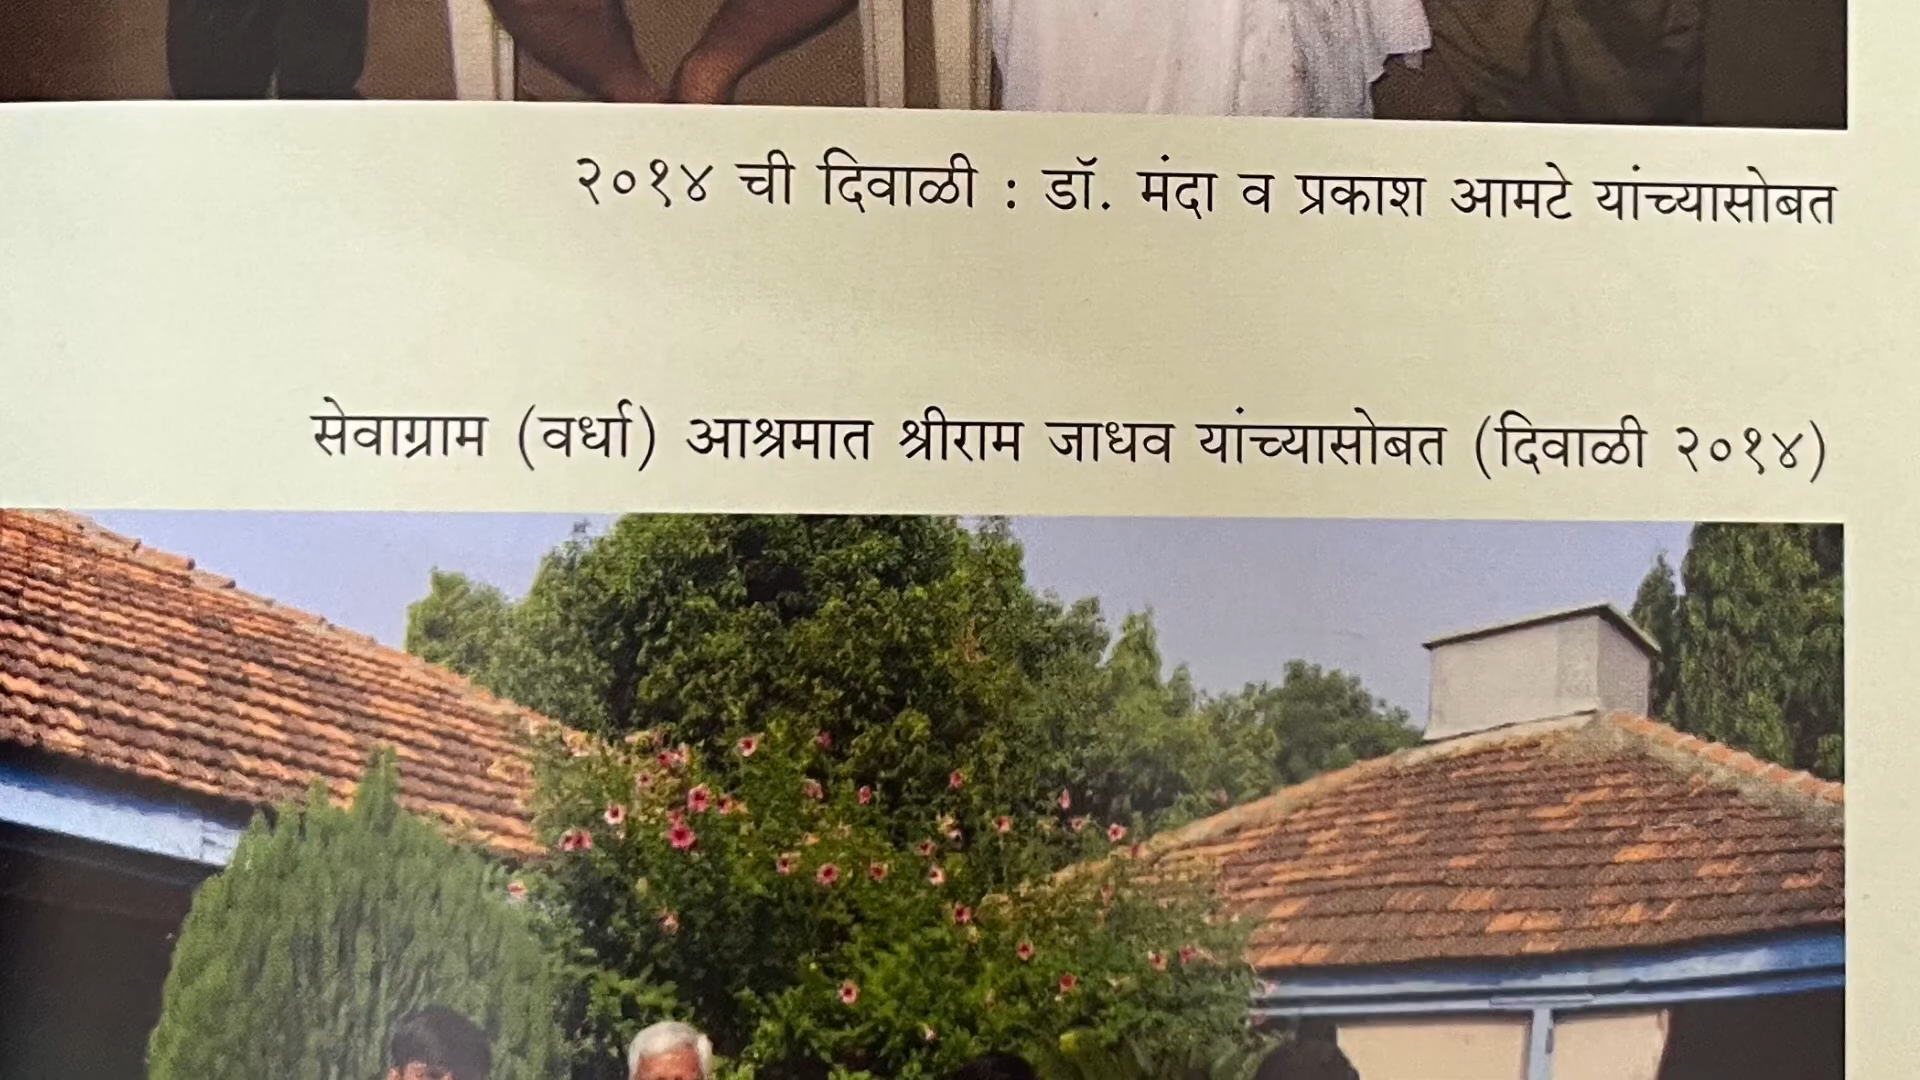 २०१४ ची दिवाळी : डॉ. मंदा व प्रकाश आमटे यांच्यासोबत
सेवाग्राम (वर्धा) आश्रमात श्रीराम जाधव यांच्यासोबत (दिवाळी २०१४)